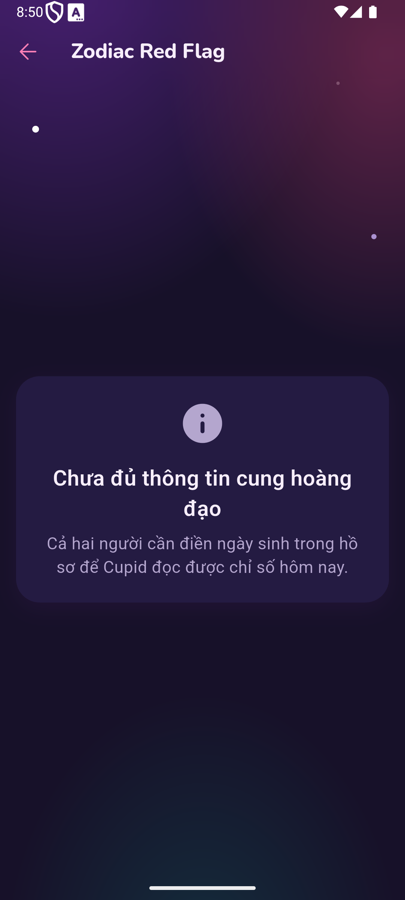 8:50
Zodiac Red Flag
Chưa đủ thông tin cung hoàng
đạo
Cả hai người cần điền ngày sinh trong hồ
sơ để Cupid đọc được chỉ số hôm nay.